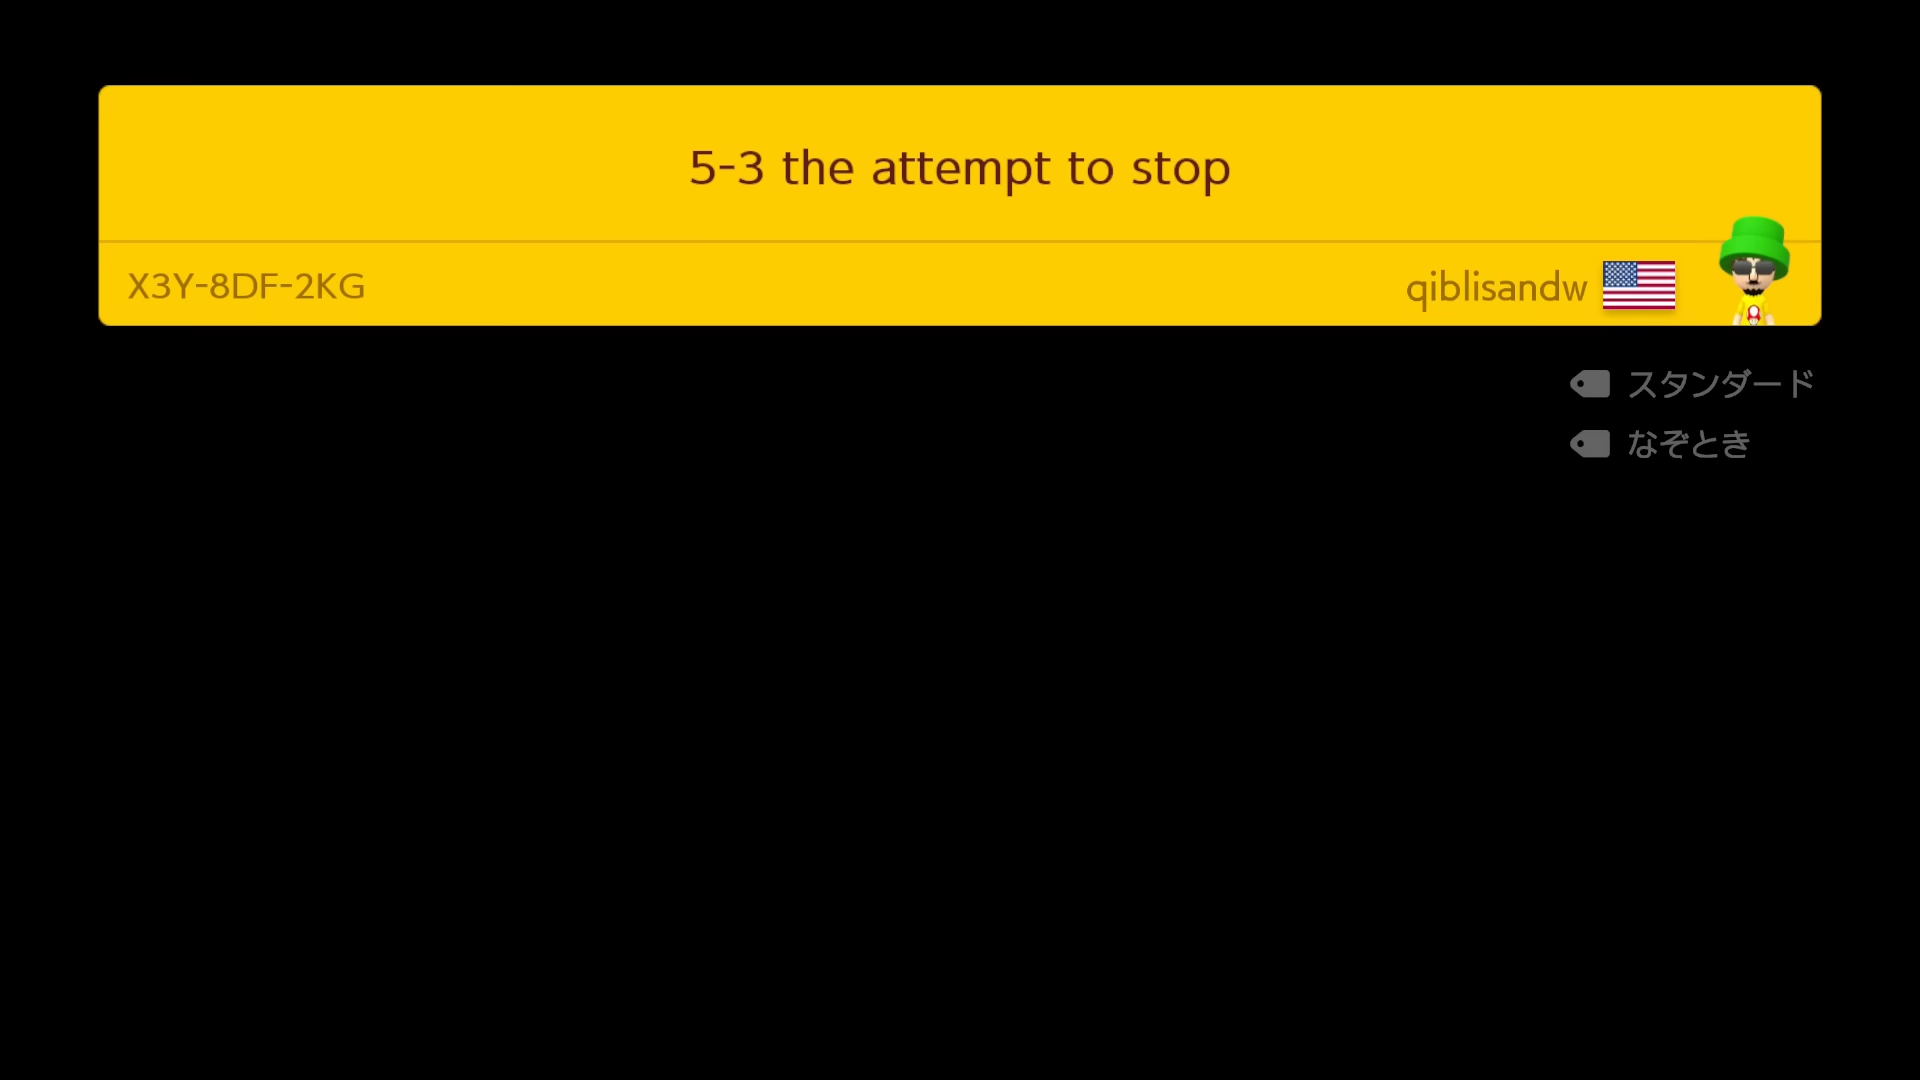 5-3 the attempt to stop
X3Y-8DF-2KG
qiblisandw
スタンダード
なぞとき